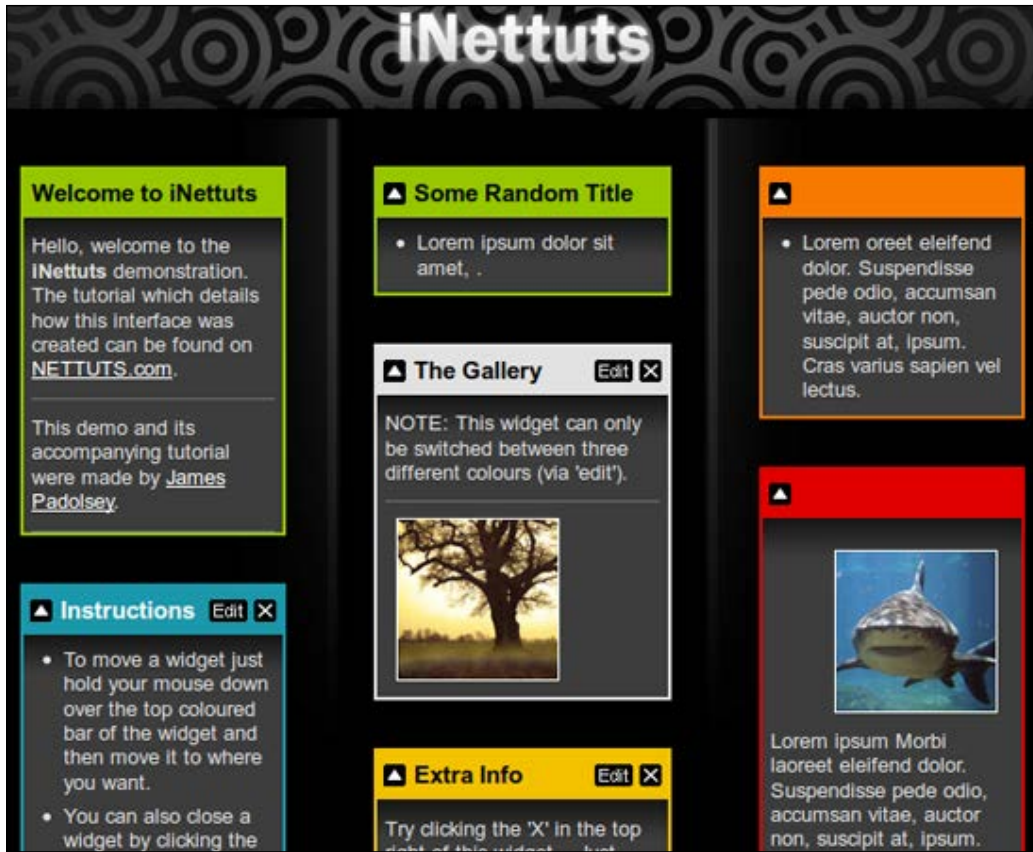 iNettuts
Welcome to iNettuts
Hello, welcome to the
iNettuts demonstration.
The tutorial which details
how this interface was
created can be found on
NETTUTS.com.
This demo and its
accompanying tutorial
were made by James
Padolsey.
Instructions Edit X
To move a widget just
hold your mouse down
over the top coloured
bar of the widget and
then move it to where
you want.
You can also close a
widget by clicking the
Some Random Title
Lorem ipsum dolor sit
amet, .
The Gallery Edit X
NOTE: This widget can only
be switched between three
different colours (via 'edit').
Extra Info Edit X
Try clicking the 'X' in the top
right of this widget... Just
Lorem oreet eleifend
dolor. Suspendisse
pede odio, accumsan
vitae, auctor non,
suscipit at, ipsum.
Cras varius sapien vel
lectus.
Lorem ipsum Morbi
laoreet eleifend dolor.
Suspendisse pede odio,
accumsan vitae, auctor
non, suscipit at, ipsum.